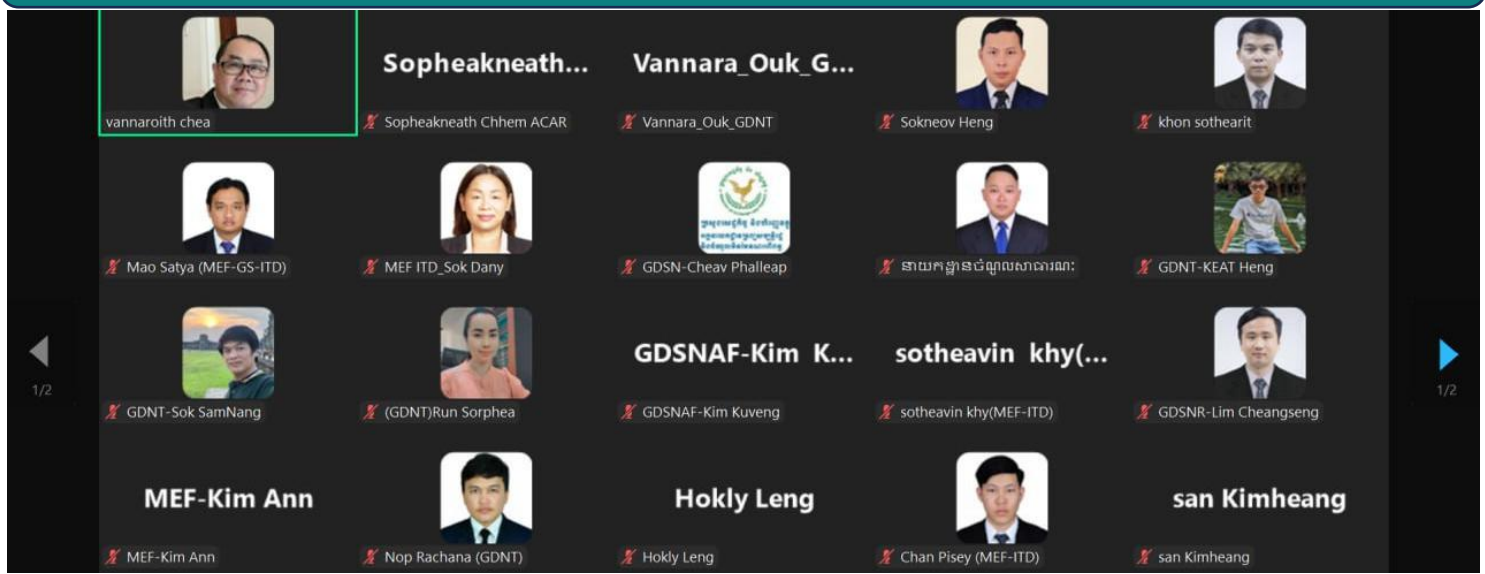 Sopheakneath...
Vannara_Ouk_G...
vannaroith chea
Sopheakneath Chhem ACAR
Vannara_Ouk_GDNT
Sokneov Heng
khon sothearit
Mao Satya (MEF-GS-ITD)
MEF ITD_Sok Dany
GDSN-Cheav Phalleap
នាយកដ្ឋានចំណូលសាធារណៈ
GDNT-KEAT Heng
GDSNAF-Kim K...
sotheavin khy(...
1/2
1/2
GDNT-Sok SamNang
(GDNT)Run Sorphea
GDSNAF-Kim Kuveng
sotheavin khy(MEF-ITD)
GDSNR-Lim Cheangseng
MEF-Kim Ann
Hokly Leng
san Kimheang
MEF-Kim Ann
Nop Rachana (GDNT)
Hokly Leng
Chan Pisey (MEF-ITD)
san Kimheang